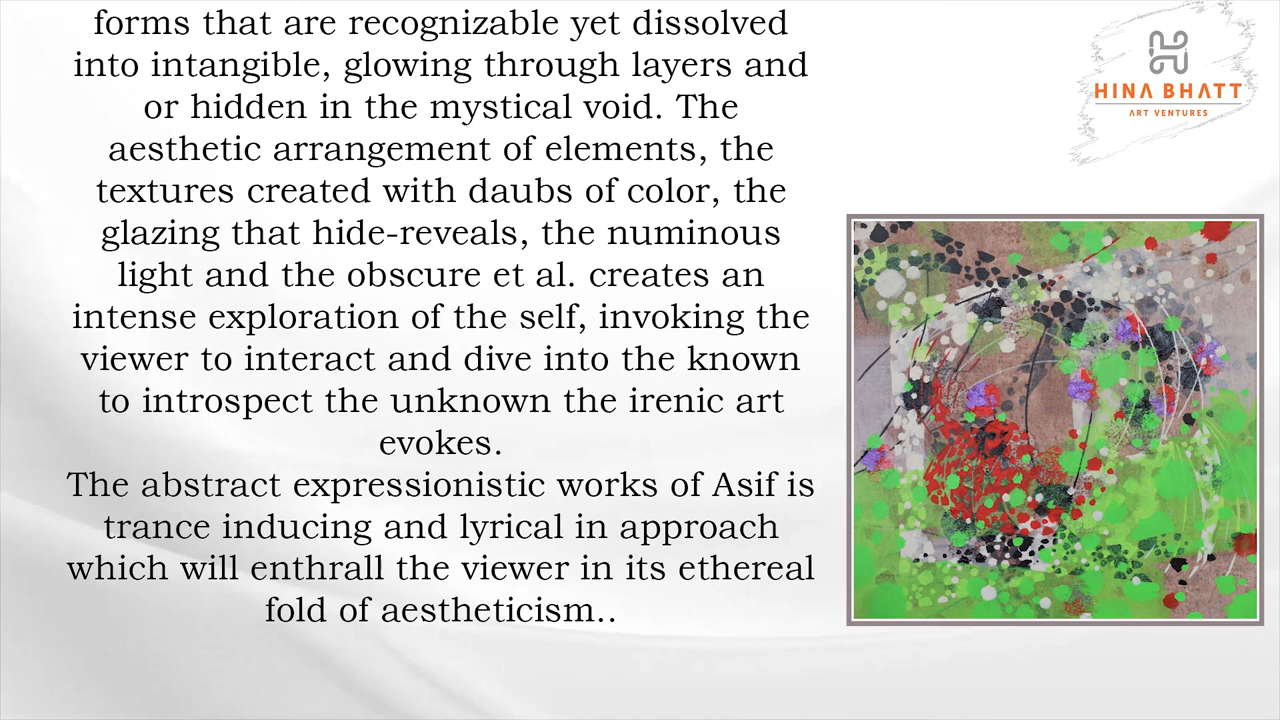 forms that are recognizable yet dissolved
into intangible, glowing through layers and
or hidden in the mystical void. The
aesthetic arrangement of elements, the
textures created with daubs of color, the
glazing that hide-reveals, the numinous
light and the obscure et al. creates an
intense exploration of the self, invoking the
viewer to interact and dive into the known
to introspect the unknown the irenic art
evokes.
The abstract expressionistic works of Asif is
trance inducing and lyrical in approach
which will enthrall the viewer in its ethereal
fold of aestheticism..
HINA BHATT
ART VENTURES